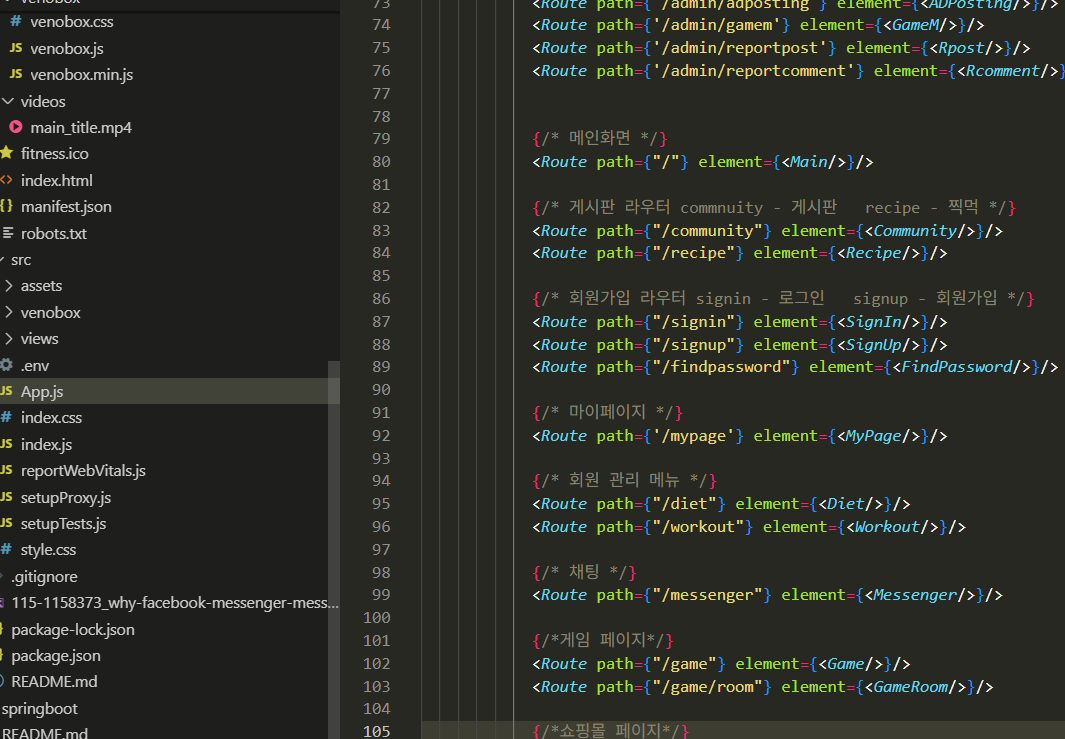 venobox
# venobox.css
JS venobox.js
JS venobox.min.js
videos
main_title.mp4
fitness.ico
<> index.html
{} manifest.json
robots.txt
src
assets
venobox
views
.env
JS App.js
# index.css
JS index.js
JS reportWebVitals.js
JS setupProxy.js
JS setupTests.js
# style.css
.gitignore
115-1158373_why-facebook-messenger-mess...
package-lock.json
package.json
README.md
springboot
README.md
73 <Route path={'/admin/adposting'} element={<ADPosting/>}/>
74 <Route path={'/admin/gamem'} element={<GameM/>}/>
75 <Route path={'/admin/reportpost'} element={<Rpost/>}/>
76 <Route path={'/admin/reportcomment'} element={<Rcomment/>}
77
78
79 {/* 메인화면 */}
80 <Route path={"/"} element={<Main/>}/>
81
82 {/* 게시판 라우터 commnuity - 게시판   recipe - 찍먹 */}
83 <Route path={"/community"} element={<Community/>}/>
84 <Route path={"/recipe"} element={<Recipe/>}/>
85
86 {/* 회원가입 라우터 signin - 로그인   signup - 회원가입 */}
87 <Route path={"/signin"} element={<SignIn/>}/>
88 <Route path={"/signup"} element={<SignUp/>}/>
89 <Route path={"/findpassword"} element={<FindPassword/>}/>
90
91 {/* 마이페이지 */}
92 <Route path={'/mypage'} element={<MyPage/>}/>
93
94 {/* 회원 관리 메뉴 */}
95 <Route path={"/diet"} element={<Diet/>}/>
96 <Route path={"/workout"} element={<Workout/>}/>
97
98 {/* 채팅 */}
99 <Route path={"/messenger"} element={<Messenger/>}/>
100
101 {/*게임 페이지*/}
102 <Route path={"/game"} element={<Game/>}/>
103 <Route path={"/game/room"} element={<GameRoom/>}/>
104
105 {/*쇼핑몰 페이지*/}